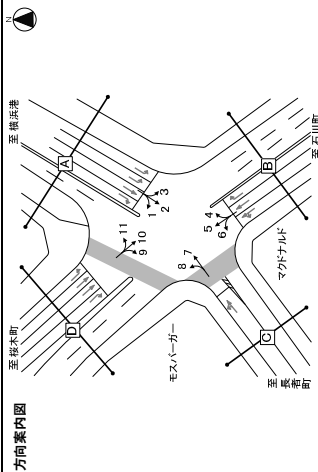 方向案内図
N
至 横浜港
至 桜木町
A
D
1
2
3
11
10
9
4
5
6
7
8
B
C
モスバーガー
マクドナルド
至 長者町
至 石川町